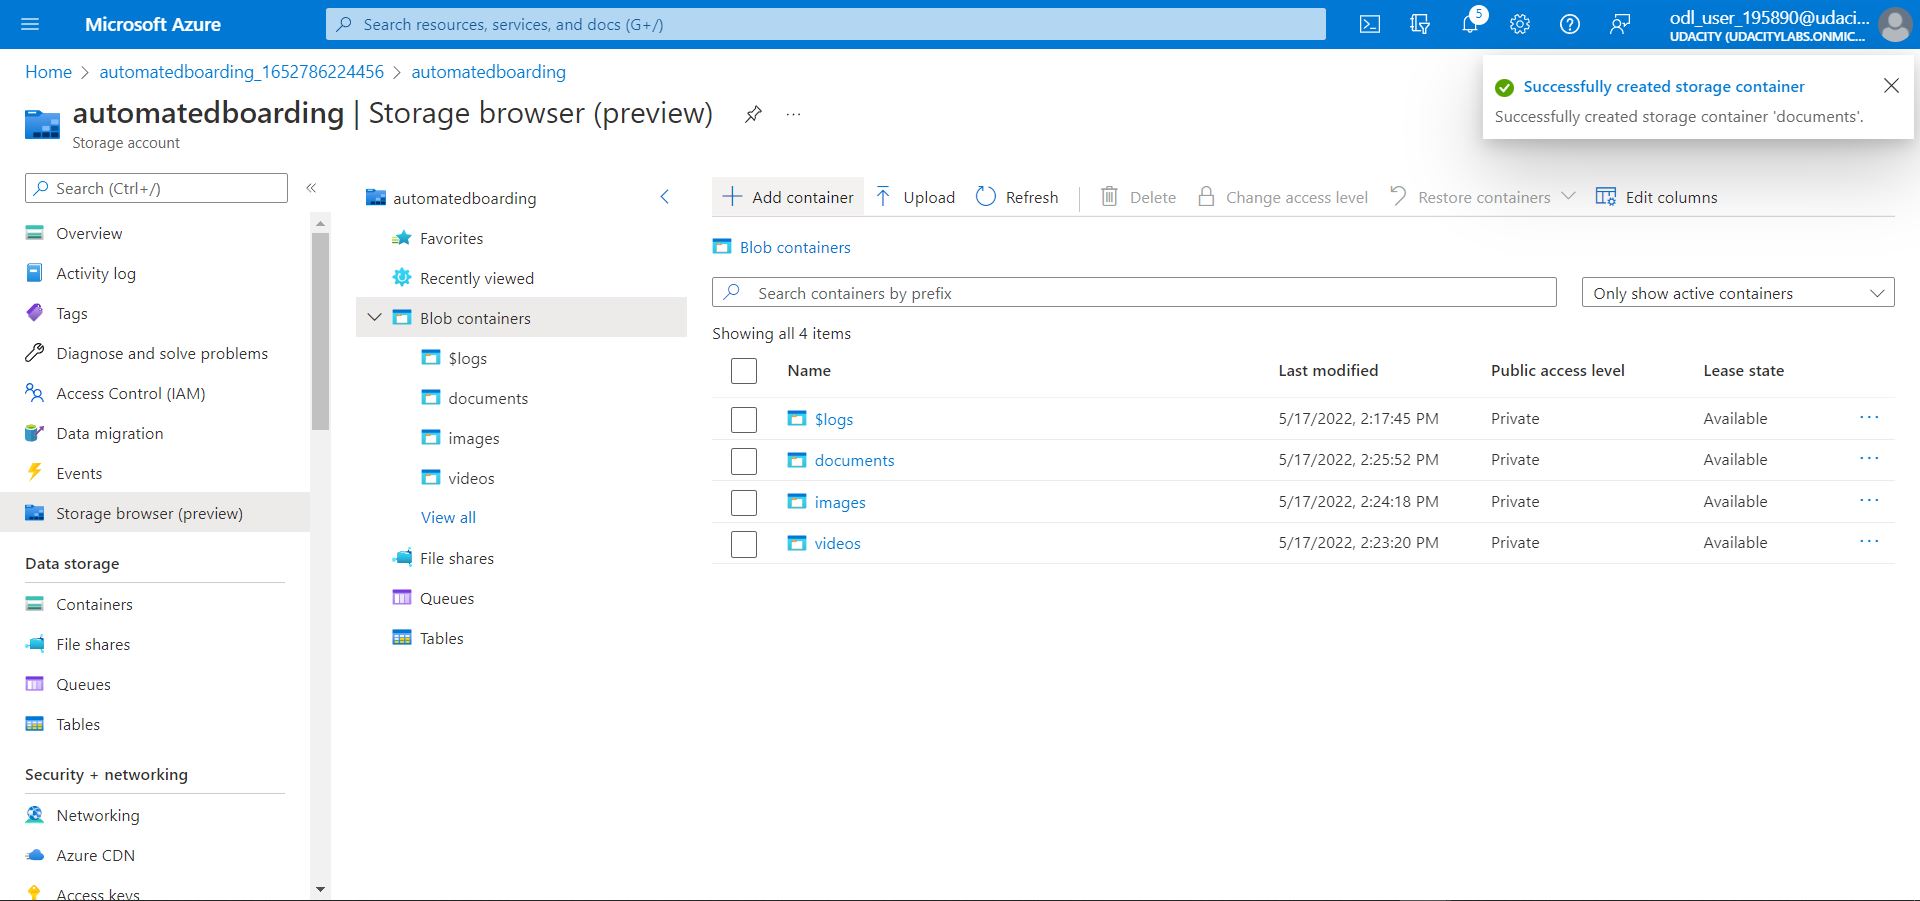 Microsoft Azure
Search resources, services, and docs (G+/)
5
odl_user_195890@udaci...
UDACITY (UDACITYLABS.ONMIC...
Home > automatedboarding_1652786224456 > automatedboarding
automatedboarding | Storage browser (preview)
...
Storage account
Successfully created storage container
Successfully created storage container 'documents'.
Search (Ctrl+/)
«
Overview
Activity log
Tags
Diagnose and solve problems
Access Control (IAM)
Data migration
Events
Storage browser (preview)
Data storage
Containers
File shares
Queues
Tables
Security + networking
Networking
Azure CDN
Access keys
automatedboarding
Favorites
Recently viewed
Blob containers
$logs
documents
images
videos
View all
File shares
Queues
Tables
Add container Upload Refresh Delete Change access level Restore containers Edit columns
Blob containers
Search containers by prefix
Only show active containers
Showing all 4 items
Name Last modified Public access level Lease state
$logs 5/17/2022, 2:17:45 PM Private Available ...
documents 5/17/2022, 2:25:52 PM Private Available ...
images 5/17/2022, 2:24:18 PM Private Available ...
videos 5/17/2022, 2:23:20 PM Private Available ...